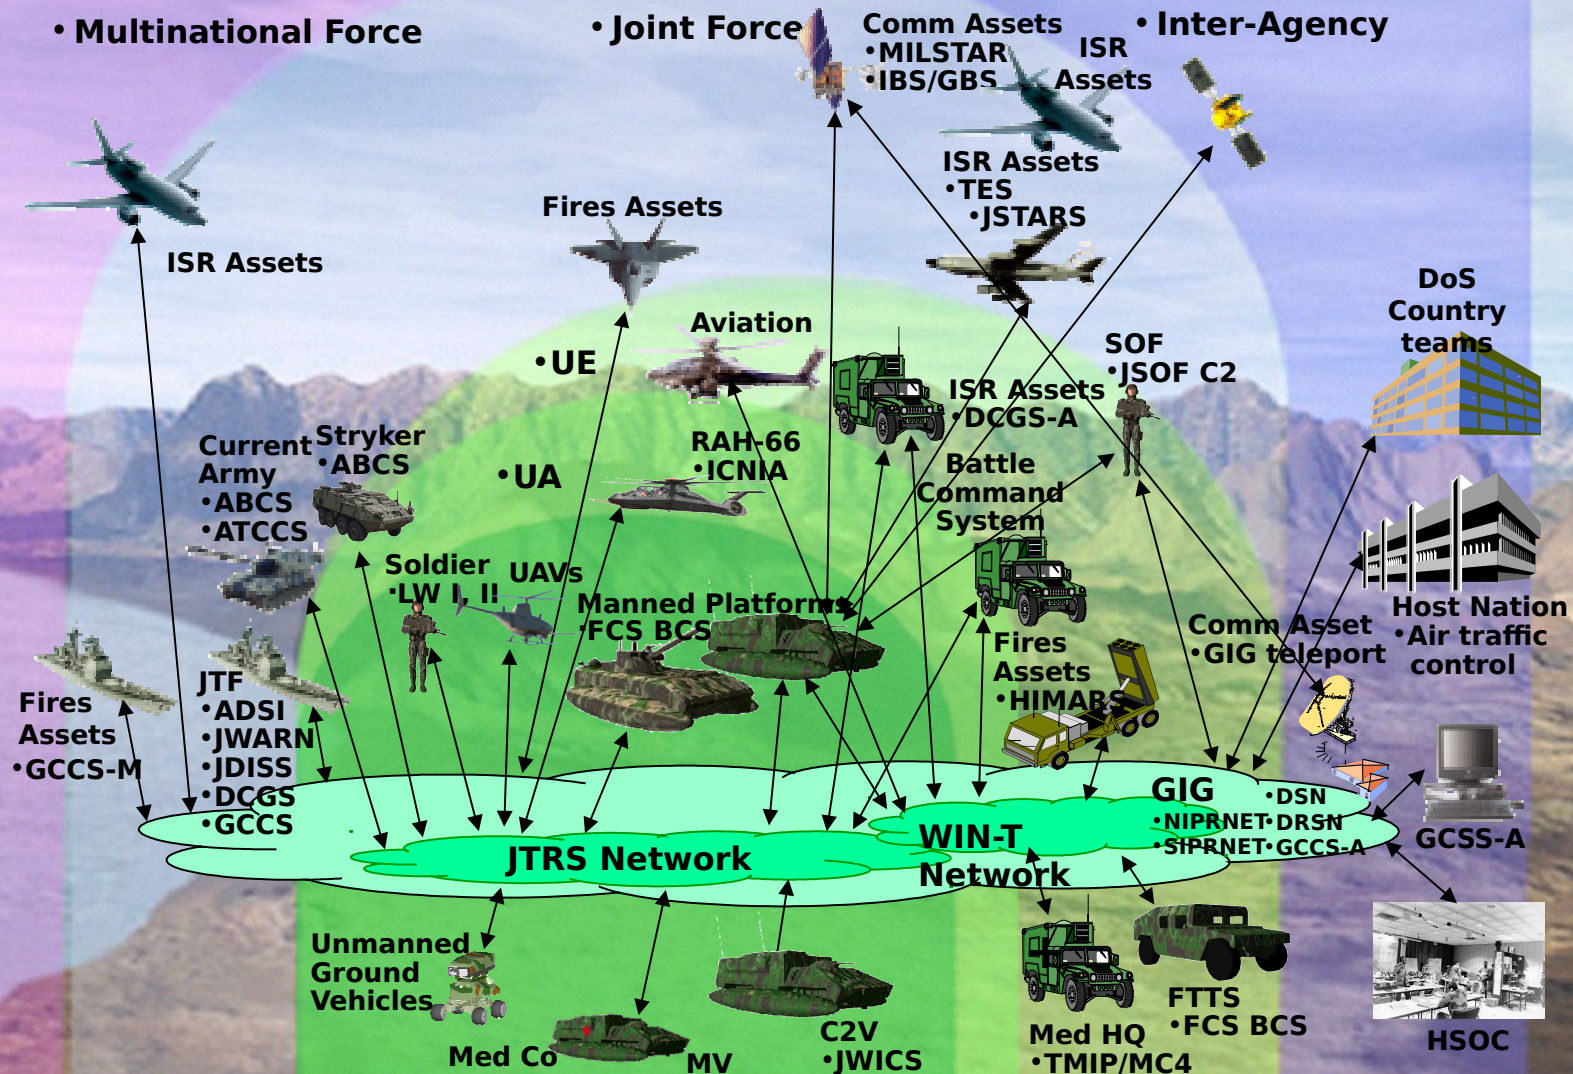 • Multinational Force
• Joint Force
Comm Assets
•MILSTAR
•IBS/GBS
ISR
Assets
• Inter-Agency
ISR Assets
•TES
•JSTARS
Fires Assets
ISR Assets
DoS
Country
teams
Aviation
•UE
SOF
•JSOF C2
ISR Assets
•DCGS-A
Current
Army
•ABCS
•ATCCS
Stryker
•ABCS
RAH-66
•ICNIA
•UA
Battle
Command
System
Soldier
•LW I, II
UAVs
Manned Platforms
•FCS BCS
Host Nation
•Air traffic
control
Comm Asset
•GIG teleport
Fires
Assets
•HIMARS
Fires
Assets
•GCCS-M
JTF
•ADSI
•JWARN
•JDISS
•DCGS
•GCCS
GIG
•NIPRNET
•SIPRNET
•DSN
•DRSN
•GCCS-A
GCSS-A
JTRS Network
WIN-T
Network
Unmanned
Ground
Vehicles
Med Co
MV
C2V
•JWICS
Med HQ
•TMIP/MC4
FTTS
•FCS BCS
HSOC